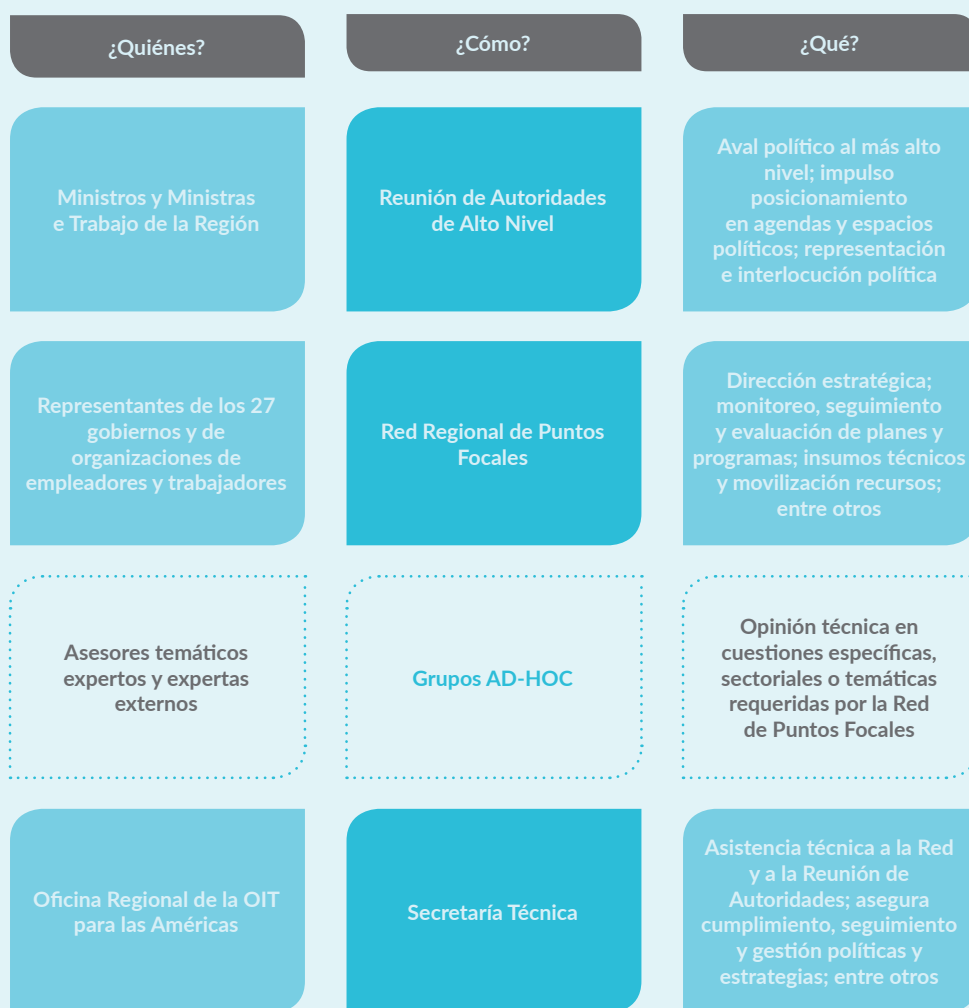 ¿Quiénes?
¿Cómo?
¿Qué?
Ministros y Ministras
e Trabajo de la Región
Reunión de Autoridades
de Alto Nivel
Aval político al más alto
nivel; impulso
posicionamiento
en agendas y espacios
políticos; representación
e interlocución política
Representantes de los 27
gobiernos y de
organizaciones de
empleadores y trabajadores
Red Regional de Puntos
Focales
Dirección estratégica;
monitoreo, seguimiento
y evaluación de planes y
programas; insumos técnicos
y movilización recursos;
entre otros
Asesores temáticos
expertos y expertas
externos
Grupos AD-HOC
Opinión técnica en
cuestiones específicas,
sectoriales o temáticas
requeridas por la Red
de Puntos Focales
Oficina Regional de la OIT
para las Américas
Secretaría Técnica
Asistencia técnica a la Red
y a la Reunión de
Autoridades; asegura
cumplimiento, seguimiento
y gestión políticas y
estrategias; entre otros